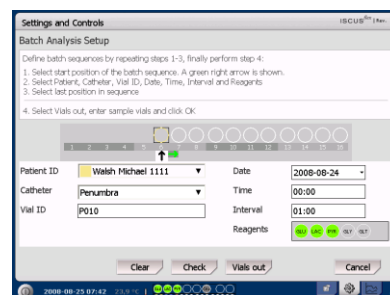 Settings and Controls
ISCUS
Batch Analysis Setup
Define batch sequences by repeating steps 1-3, finally perform step 4:
1. Select start position of the batch sequence. A green right arrow is shown.
2. Select Patient, Catheter, Vial ID, Date, Time, Interval and Reagents
3. Select last position in sequence
4. Select Vials out, enter sample vials and click OK
1 2 3 4 5 6 7 8 9 10 11 12 13 14 15 16
Patient ID Walsh Michael 1111 Date 2008-08-24
Catheter Penumbra Time 00:00
Vial ID P010 Interval 01:00
Reagents GLU LAC PYR GLY GLT
Clear Check Vials out Cancel
2008-08-25 07:42 23,9 °C